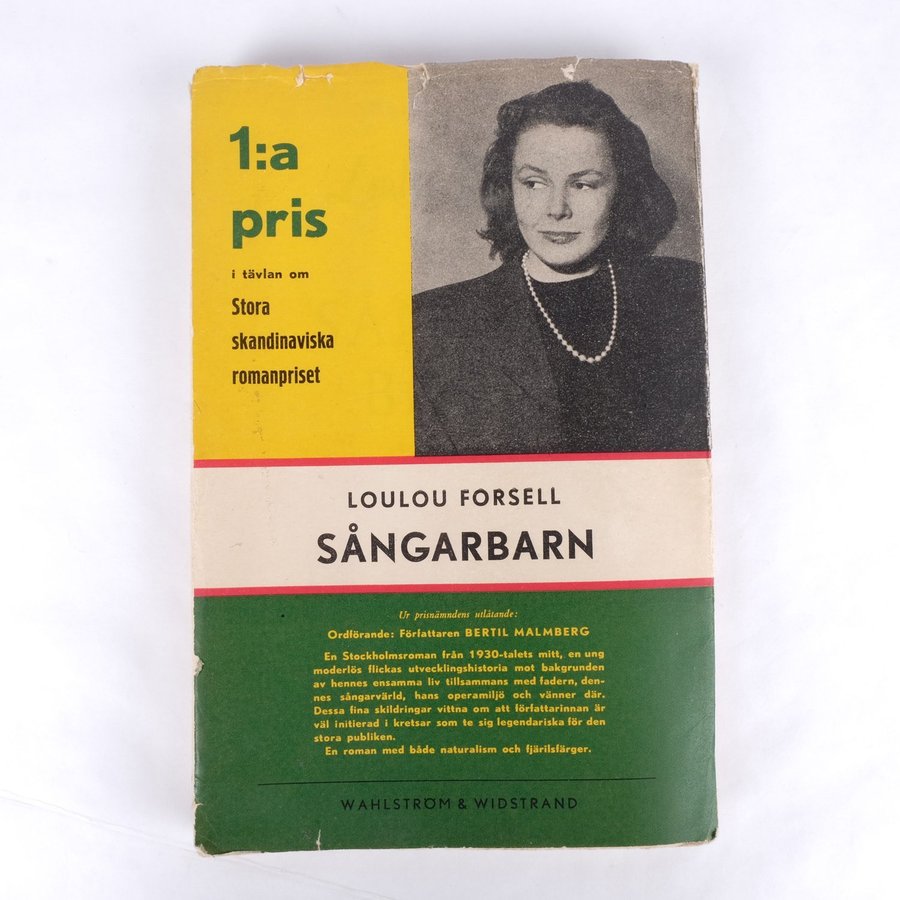 1:a
pris
i tävlan om
Stora
skandinaviska
romanpriset
LOULOU FORSELL
SÅNGARBARN
Ur prisnämndens utlåtande:
Ordförande: Författaren BERTIL MALMBERG
En Stockholmsroman från 1930-talets mitt, en ung
moderlös flickas utvecklingshistoria mot bakgrunden
av hennes ensamma liv tillsammans med fadern, den-
nes sångarvärld, hans operamiljö och vänner där.
Dessa fina skildringar vittna om att författarinnan är
väl initierad i kretsar som te sig legendariska för den
stora publiken.
En roman med både naturalism och fjärilsfärger.
WAHLSTRÖM & WIDSTRAND